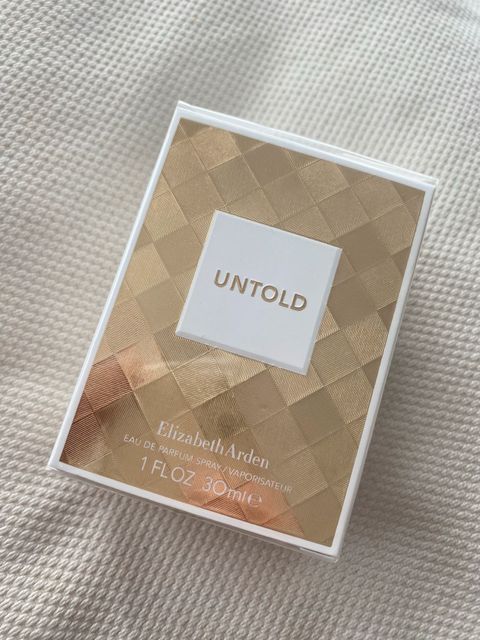 UNTOLD
Elizabeth Arden
EAU DE PARFUM SPRAY/VAPORISATEUR
1 FL OZ 30ml℮